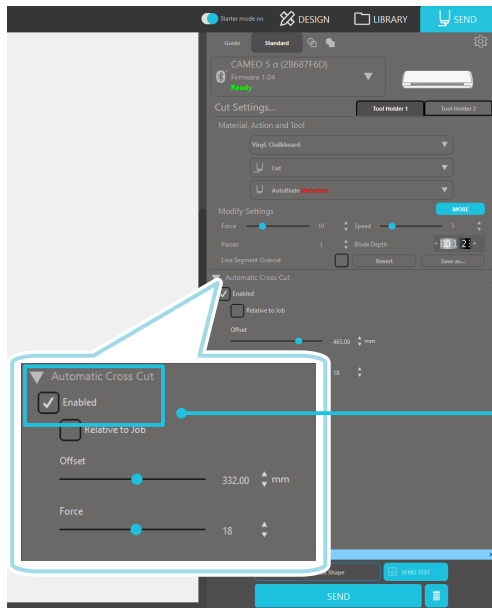 Starter mode on
DESIGN
LIBRARY
SEND
Guide
Standard
CAMEO 5 α (2B687F6D)
Firmware 1.04
Ready
Cut Settings...
Tool Holder 1
Tool Holder 2
Material, Action and Tool
Vinyl, Chalkboard
Cut
AutoBlade (Detected)
Modify Settings
MORE
Force
10
Speed
5
Passes
1
Blade Depth
Line Segment Overcut
Revert
Save as...
Automatic Cross Cut
Enabled
Relative to Job
Offset
465.00 mm
18
Automatic Cross Cut
Enabled
Relative to Job
Offset
332.00 mm
Force
18
Shape
SEND TEST
SEND